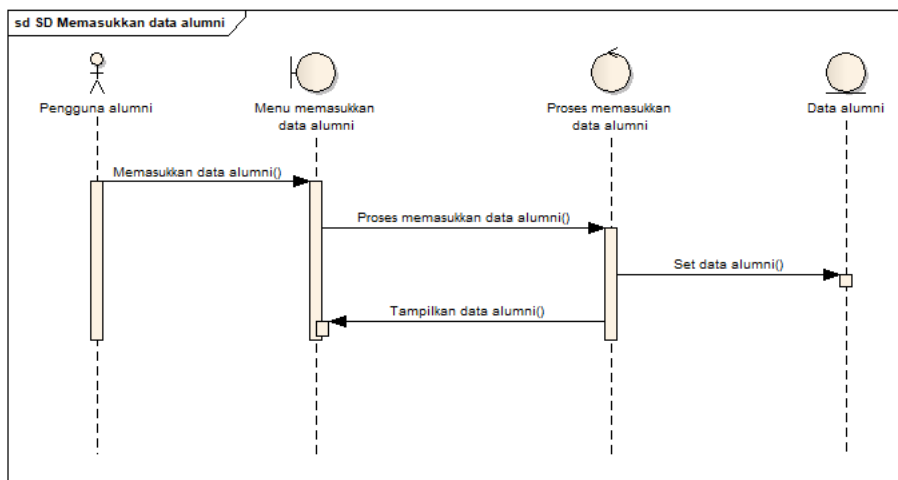 sd SD Memasukkan data alumni
Pengguna alumni
Menu memasukkan
data alumni
Proses memasukkan
data alumni
Data alumni
Memasukkan data alumni()
Proses memasukkan data alumni()
Set data alumni()
Tampilkan data alumni()